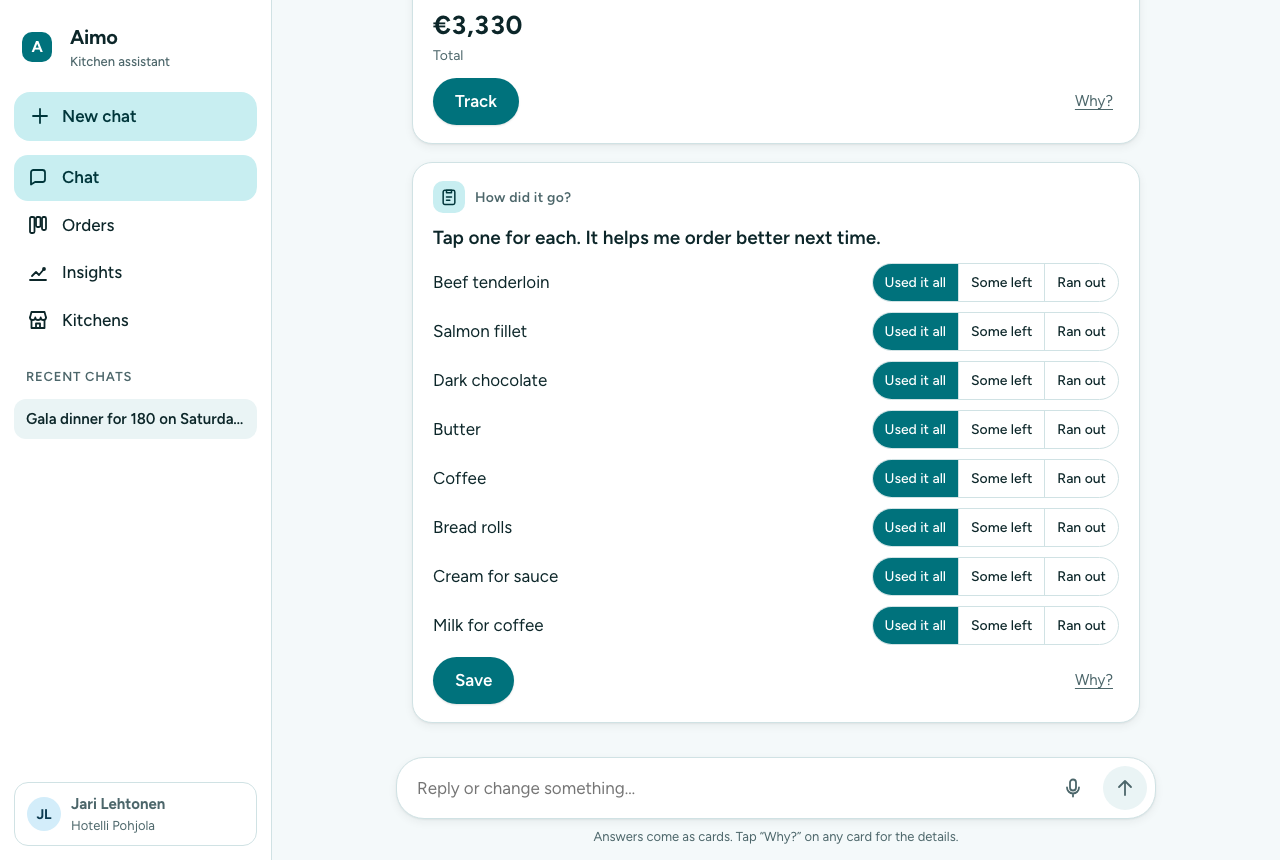 A
Aimo
Kitchen assistant
New chat
Chat
Orders
Insights
Kitchens
RECENT CHATS
Gala dinner for 180 on Saturda...
JL
Jari Lehtonen
Hotelli Pohjola
€3,330
Total
Track
Why?
How did it go?
Tap one for each. It helps me order better next time.
Beef tenderloin
Used it all
Some left
Ran out
Salmon fillet
Used it all
Some left
Ran out
Dark chocolate
Used it all
Some left
Ran out
Butter
Used it all
Some left
Ran out
Coffee
Used it all
Some left
Ran out
Bread rolls
Used it all
Some left
Ran out
Cream for sauce
Used it all
Some left
Ran out
Milk for coffee
Used it all
Some left
Ran out
Save
Why?
Reply or change something...
Answers come as cards. Tap “Why?” on any card for the details.